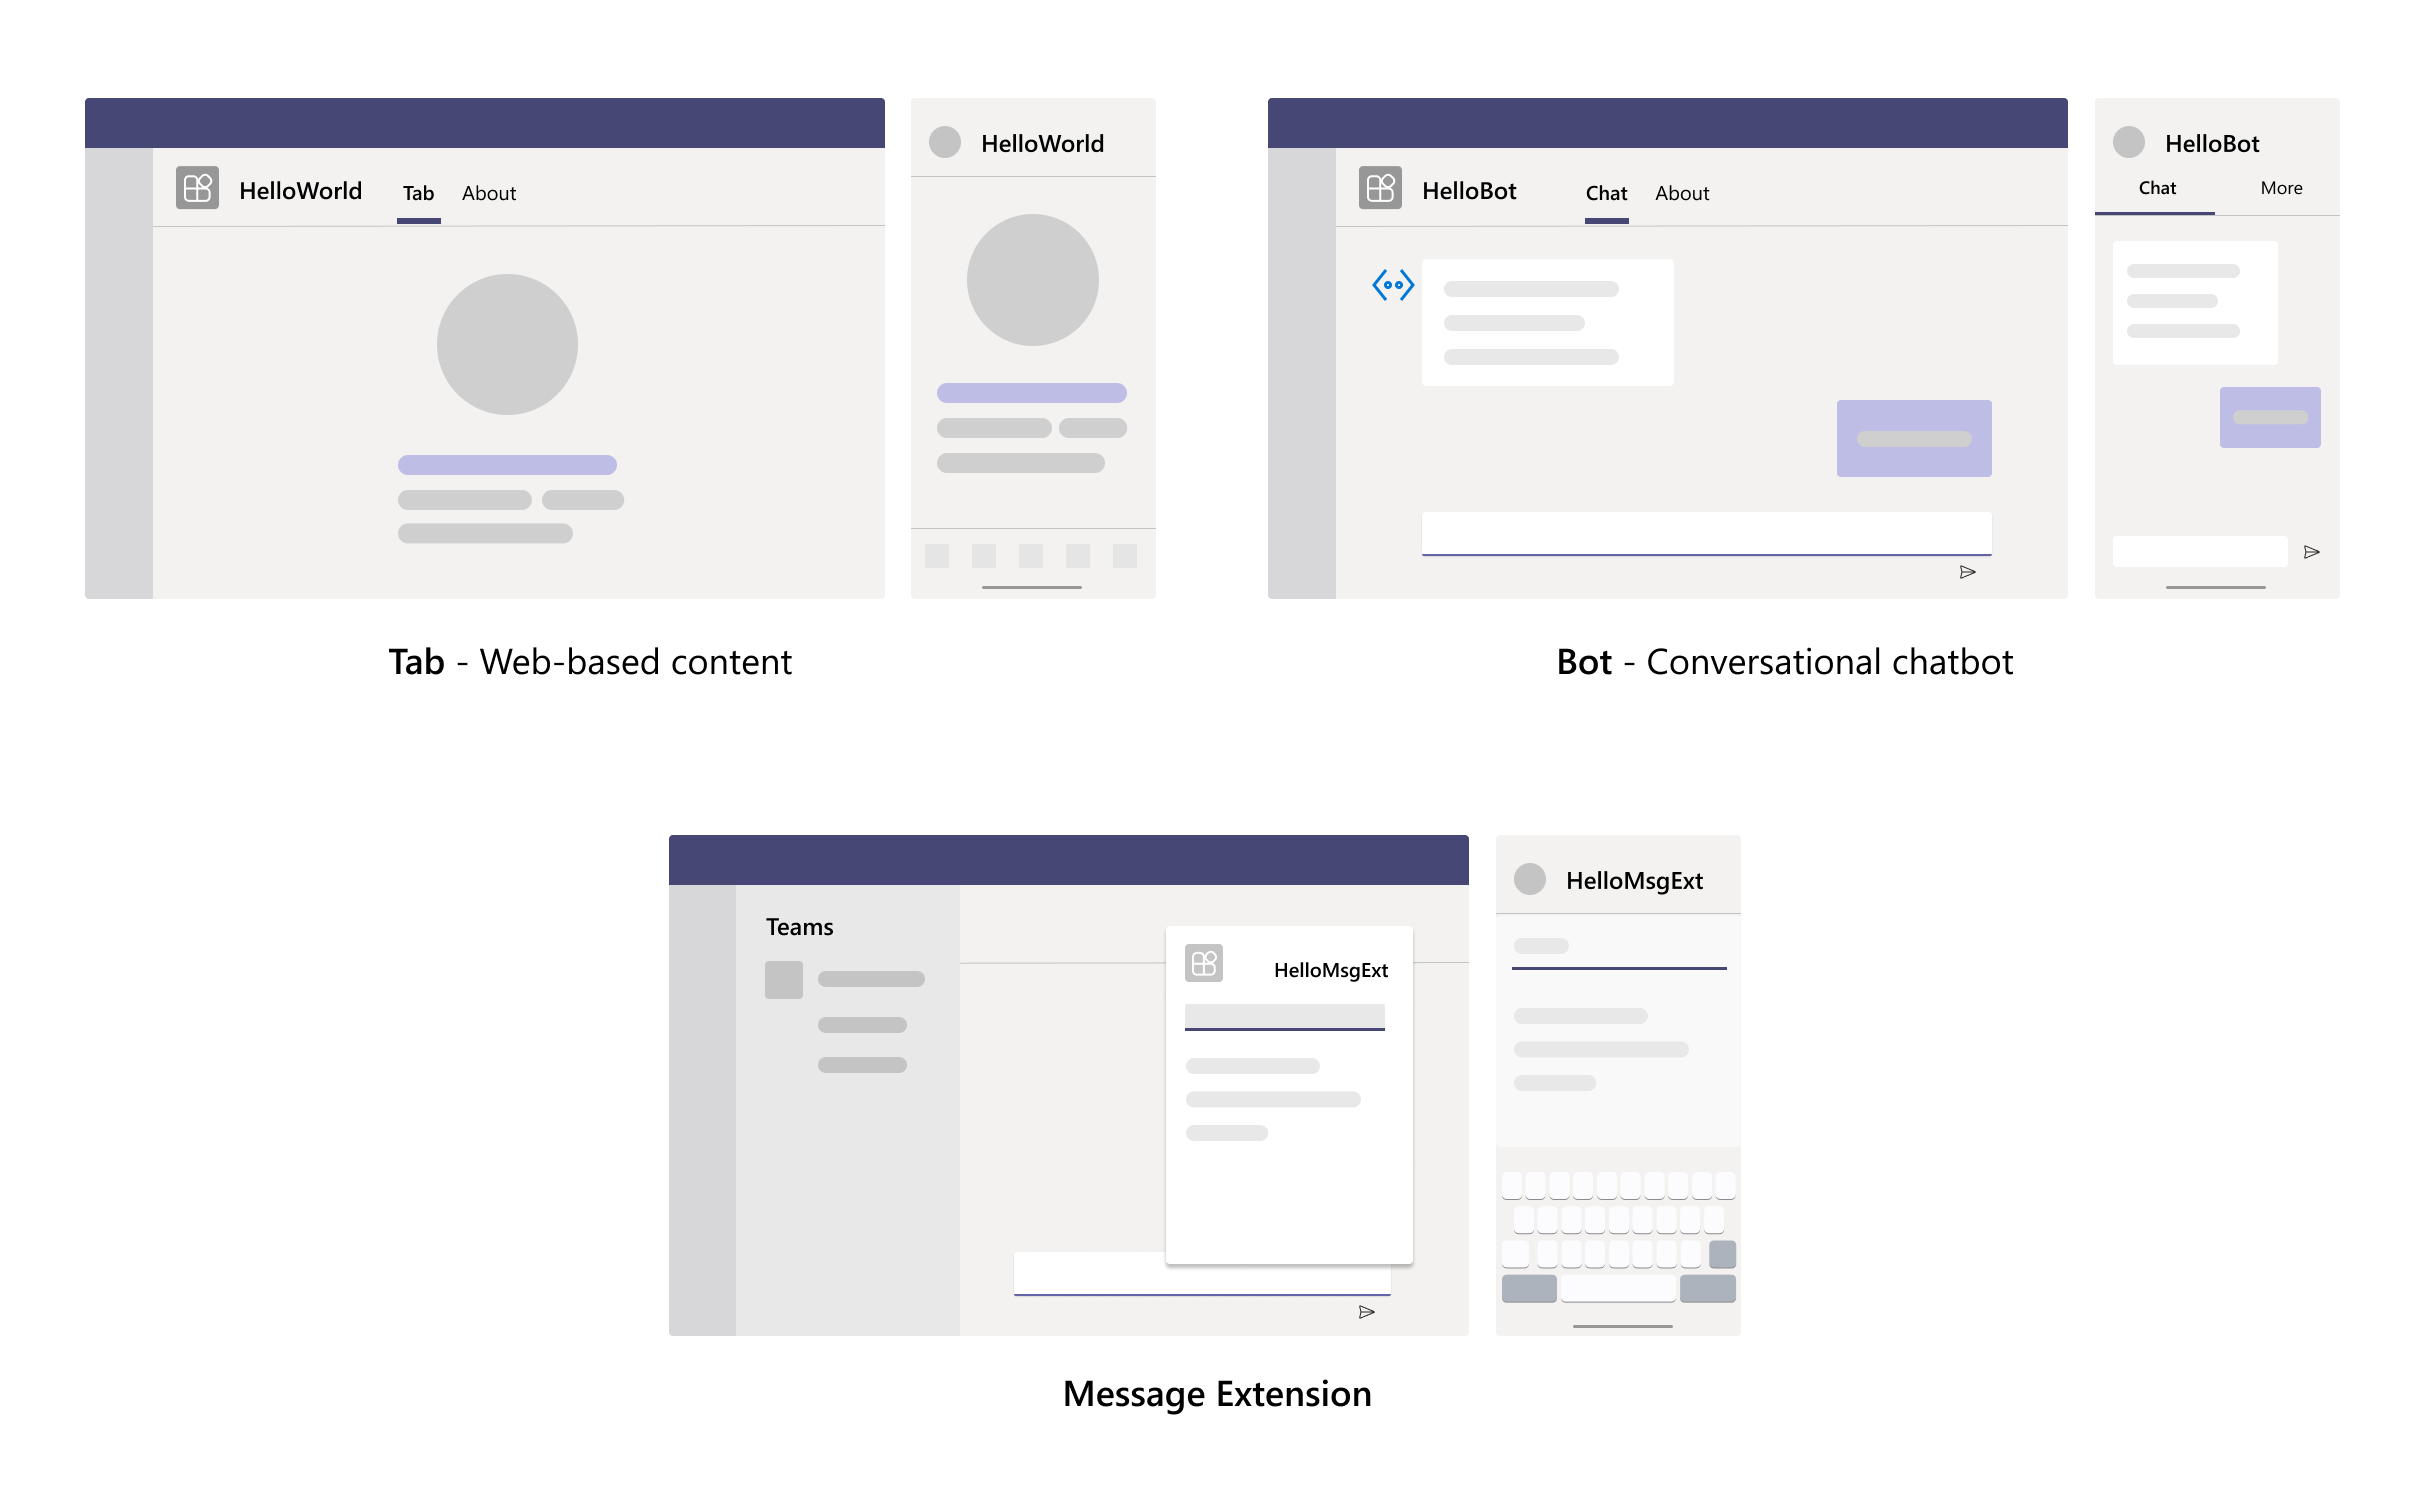 HelloWorld Tab About
HelloWorld
Tab - Web-based content
HelloBot Chat About
HelloBot
Chat More
Bot - Conversational chatbot
Teams
HelloMsgExt
HelloMsgExt
Message Extension